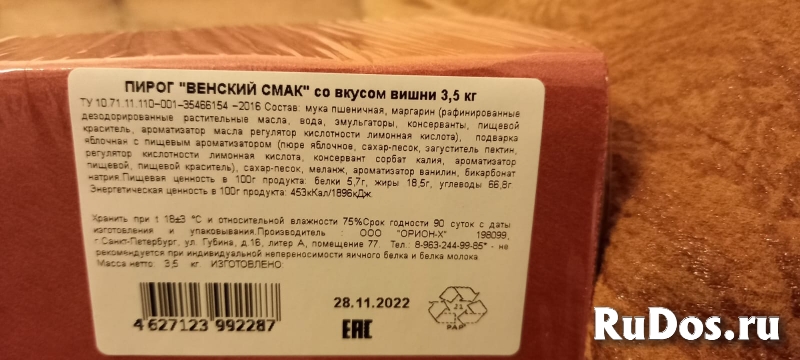 ПИРОГ "ВЕНСКИЙ СМАК" со вкусом вишни 3,5 кг
ТУ 10.71.11.110-001-35466154 -2016 Состав: мука пшеничная, маргарин (рафинированные
дезодорированные растительные масла, вода, эмульгаторы, консерванты, пищевой
краситель, ароматизатор масла регулятор кислотности лимонная кислота), подварка
яблочная с пищевым ароматизатором (пюре яблочное, сахар-песок, загуститель пектин,
регулятор кислотности лимонная кислота, консервант сорбат калия, ароматизатор
пищевой, пищевой краситель), сахар-песок, меланж, ароматизатор ванилин, бикарбонат
натрия.Пищевая ценность в 100г продукта: белки 5,7г, жиры 18,5г, углеводы 66,8г
Энергетическая ценность в 100г продукта: 453кКал/1896кДж.
Хранить при t 18±3 °С и относительной влажности 75%Срок годности 90 суток с даты
изготовления и упаковывания.Производитель : ООО "ОРИОН-Х" 198099,
г.Санкт-Петербург, ул. Губина, д.16, литер А, помещение 77. Тел.: 8-963-244-99-85* - не
рекомендуется при индивидуальной непереносимости яичного белка и белка молока
Масса нетто: 3,5 кг. ИЗГОТОВЛЕНО:
28.11.2022
4 627123 992287
EAC
21
PAP
RuDos.ru